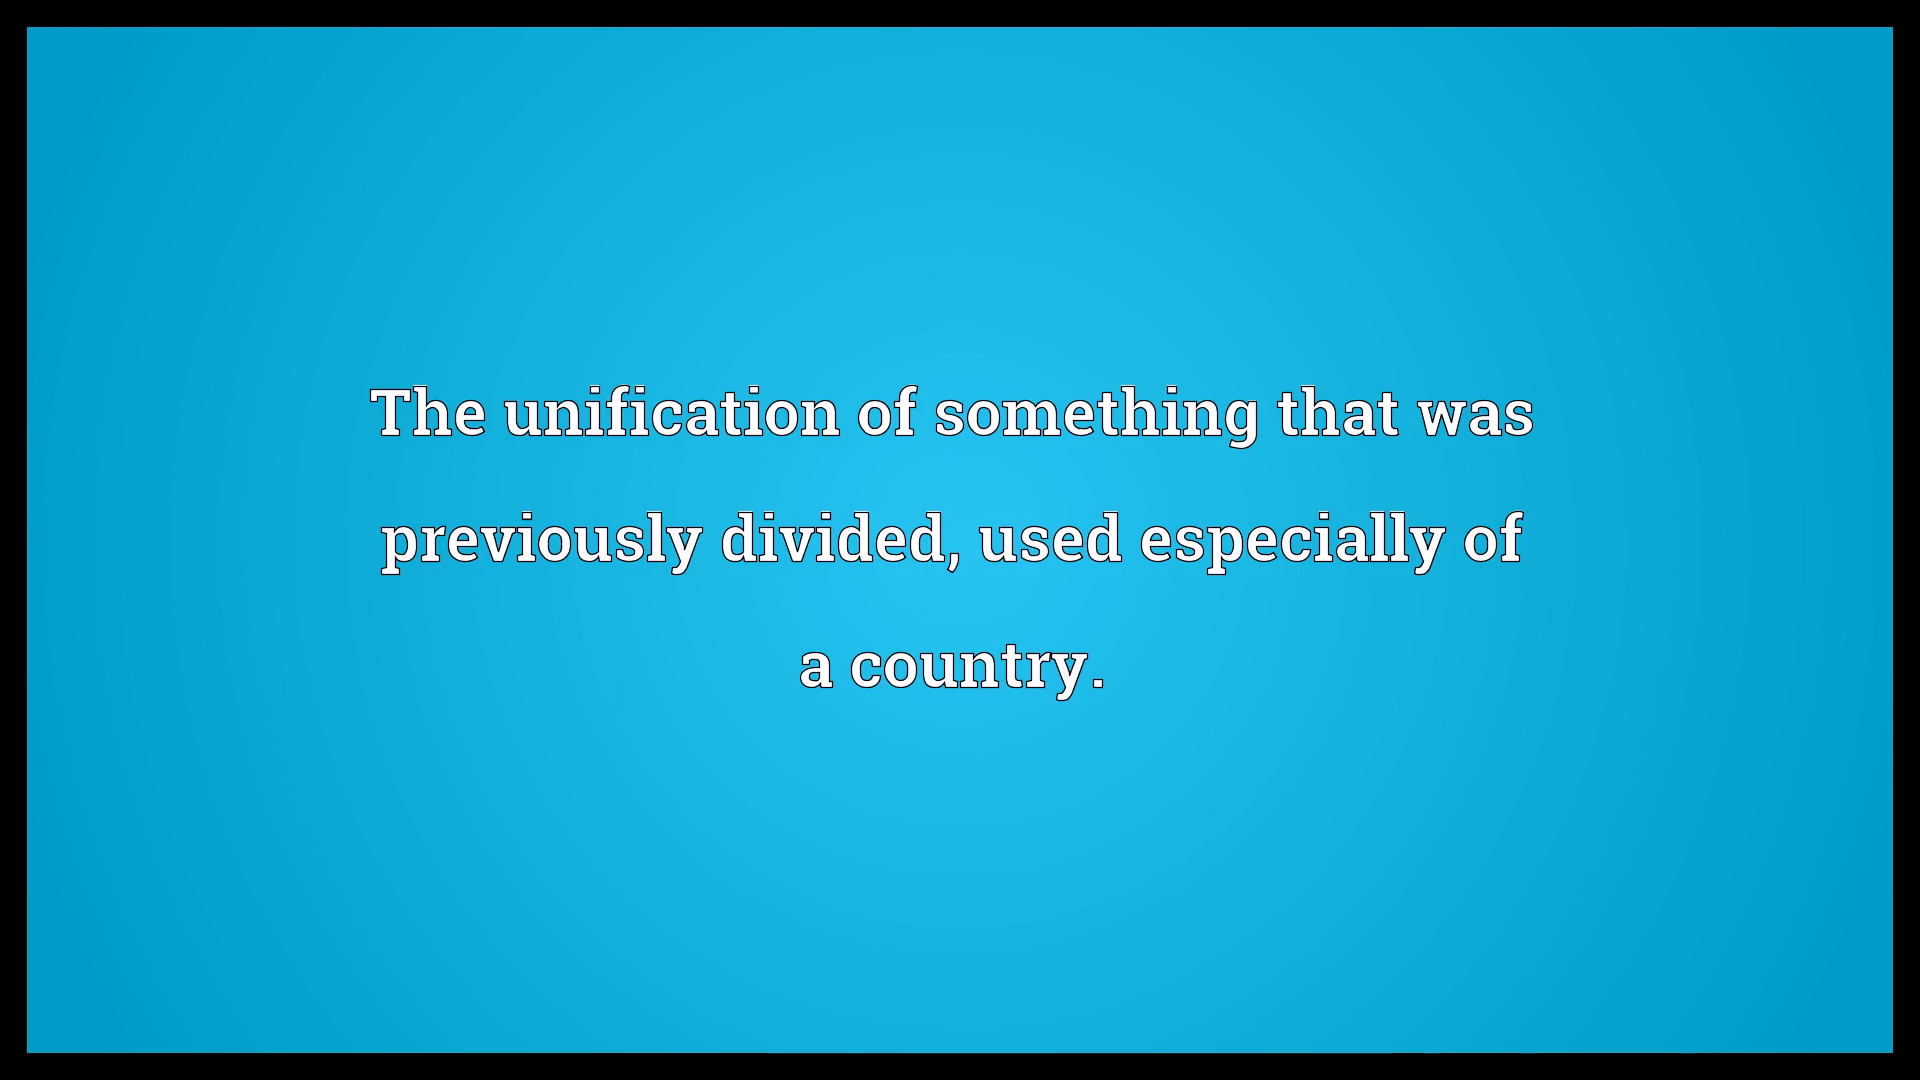 The unification of something that was
previously divided, used especially of
a country.